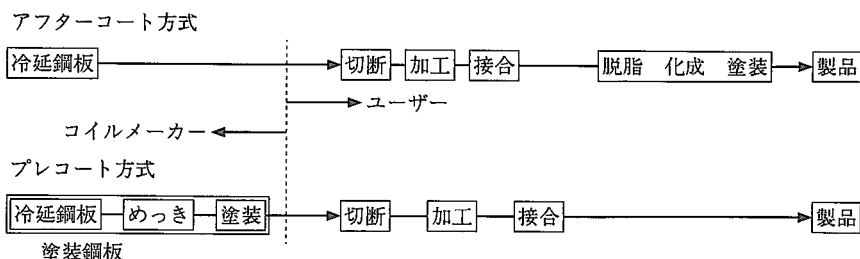 アフターコート方式
冷延鋼板 切断 加工 接合 脱脂 化成 塗装 製品
ユーザー
コイルメーカー
プレコート方式
冷延鋼板 めっき 塗装 切断 加工 接合 製品
塗装鋼板